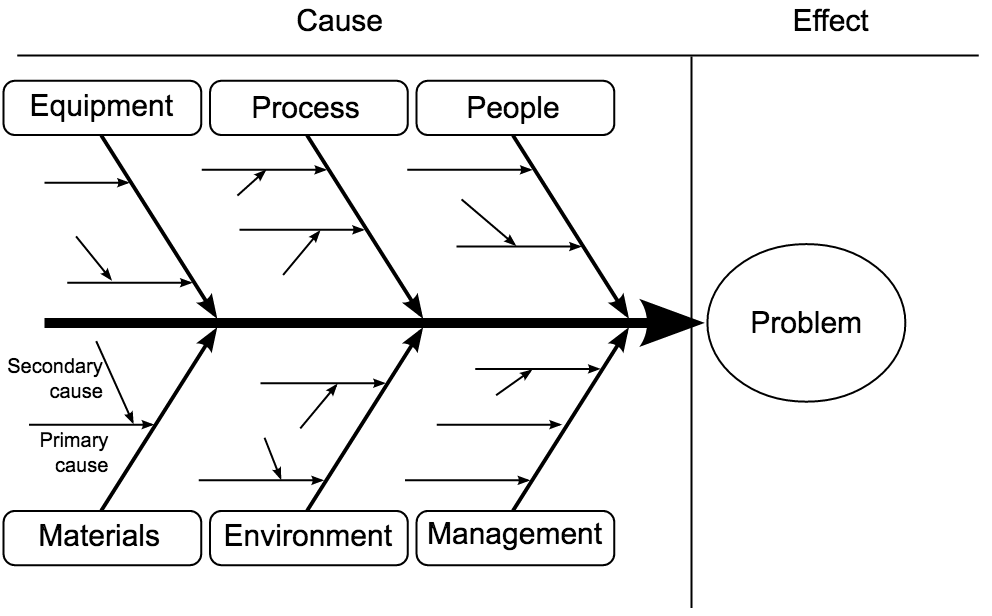 Cause
Effect
Equipment
Process
People
Problem
Secondary
cause
Primary
cause
Materials
Environment
Management